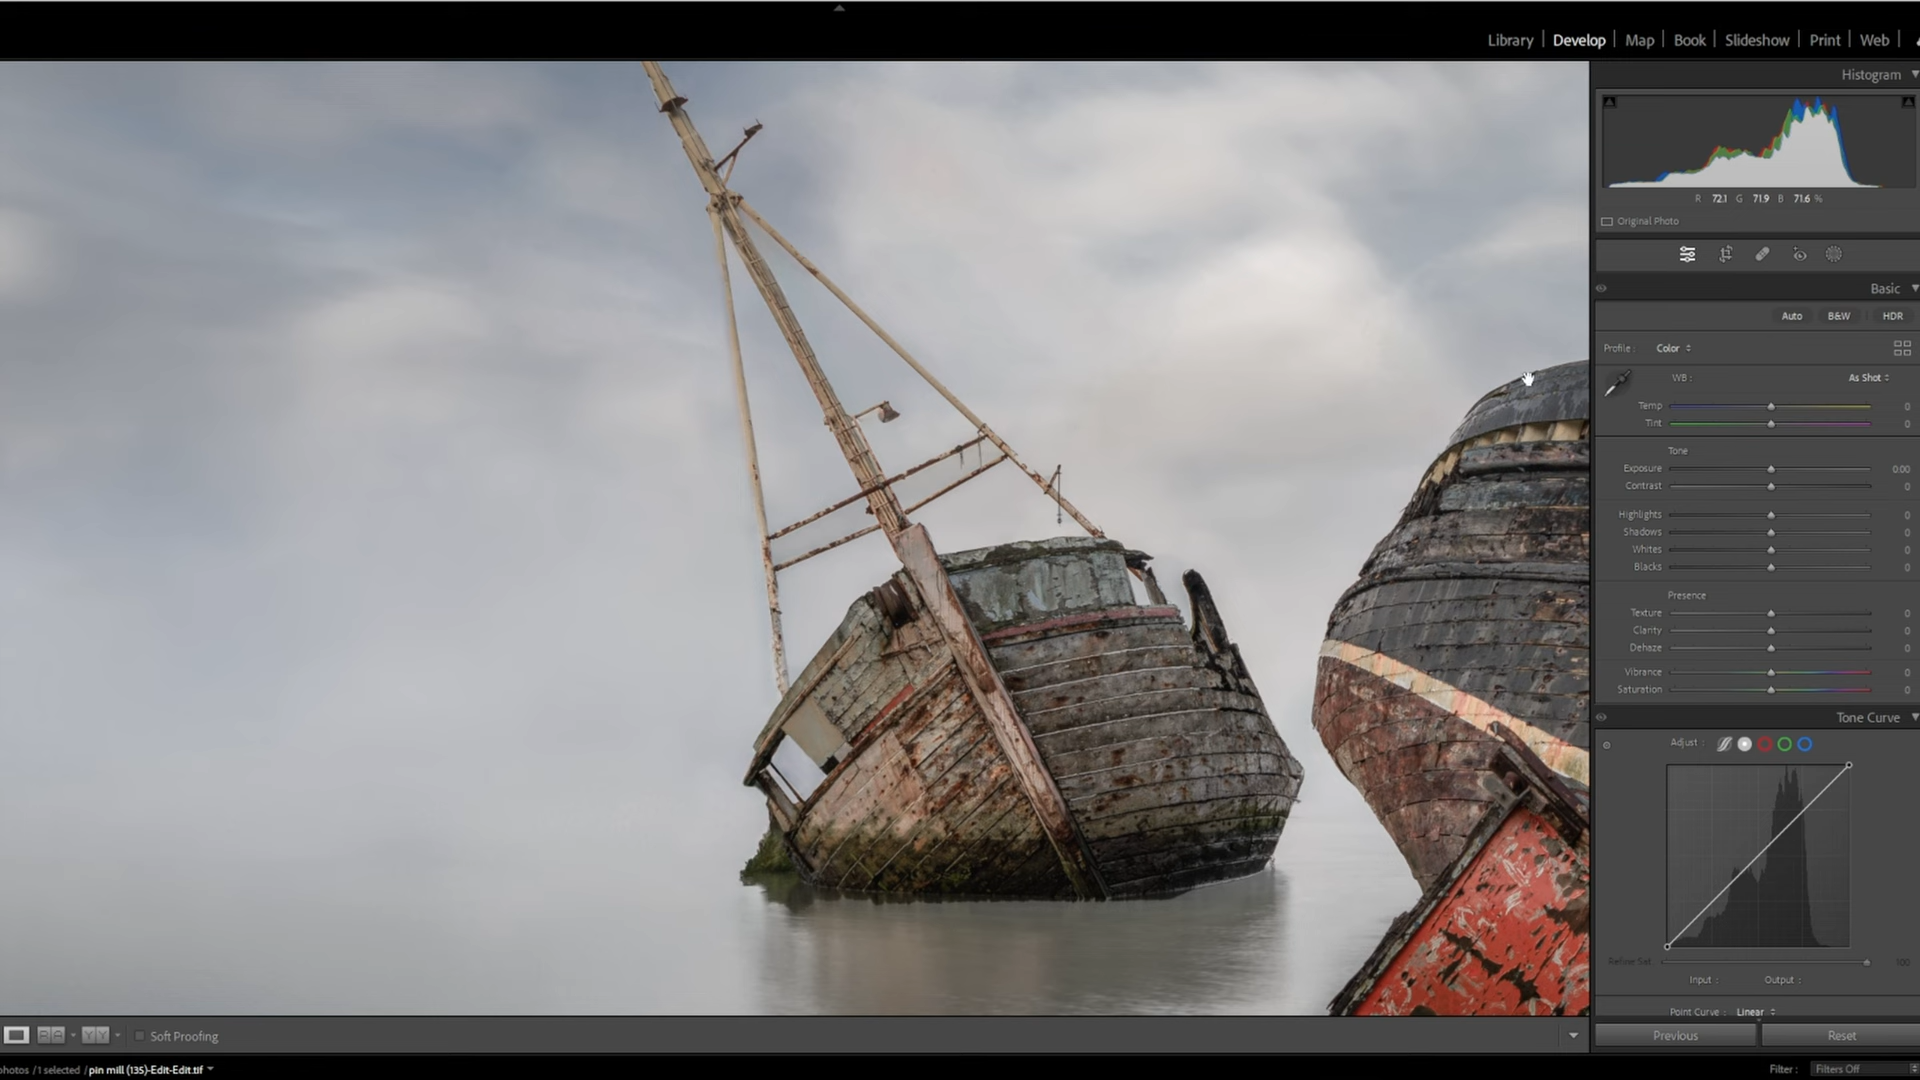 Library | Develop | Map | Book | Slideshow | Print | Web |
Histogram
R 72.1 G 71.9 B 71.6 %
Original Photo
Basic
Auto B&W HDR
Profile : Color
WB : As Shot
Temp 0
Tint 0
Tone
Exposure 0.00
Contrast 0
Highlights 0
Shadows 0
Whites 0
Blacks 0
Presence
Texture 0
Clarity 0
Dehaze 0
Vibrance 0
Saturation 0
Tone Curve
Adjust :
Refine Sat. 100
Input : Output :
Point Curve : Linear
Soft Proofing
Previous Reset
photos / 1 selected / pin mill (135)-Edit-Edit.tif
Filter : Filters Off